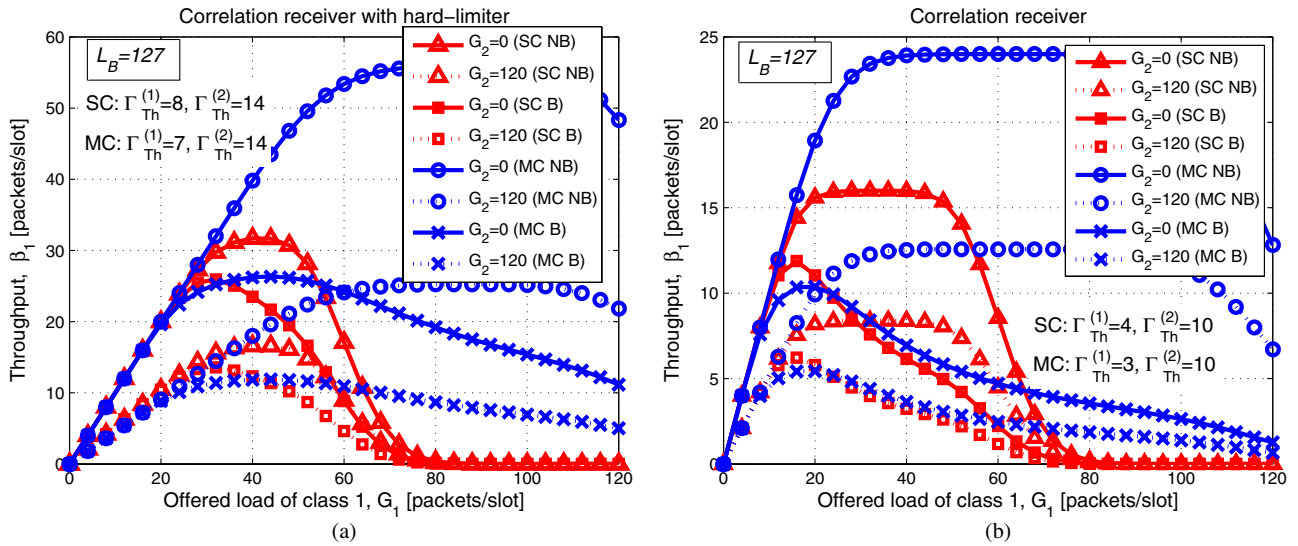 Correlation receiver with hard-limiter
L_B=127
SC: Γ_Th^(1)=8, Γ_Th^(2)=14
MC: Γ_Th^(1)=7, Γ_Th^(2)=14
G_2=0 (SC NB)
G_2=120 (SC NB)
G_2=0 (SC B)
G_2=120 (SC B)
G_2=0 (MC NB)
G_2=120 (MC NB)
G_2=0 (MC B)
G_2=120 (MC B)
Throughput, β_1 [packets/slot]
60
50
40
30
20
10
0
0 20 40 60 80 100 120
Offered load of class 1, G_1 [packets/slot]
(a)
Correlation receiver
L_B=127
G_2=0 (SC NB)
G_2=120 (SC NB)
G_2=0 (SC B)
G_2=120 (SC B)
G_2=0 (MC NB)
G_2=120 (MC NB)
G_2=0 (MC B)
G_2=120 (MC B)
SC: Γ_Th^(1)=4, Γ_Th^(2)=10
MC: Γ_Th^(1)=3, Γ_Th^(2)=10
Throughput, β_1 [packets/slot]
25
20
15
10
5
0
0 20 40 60 80 100 120
Offered load of class 1, G_1 [packets/slot]
(b)